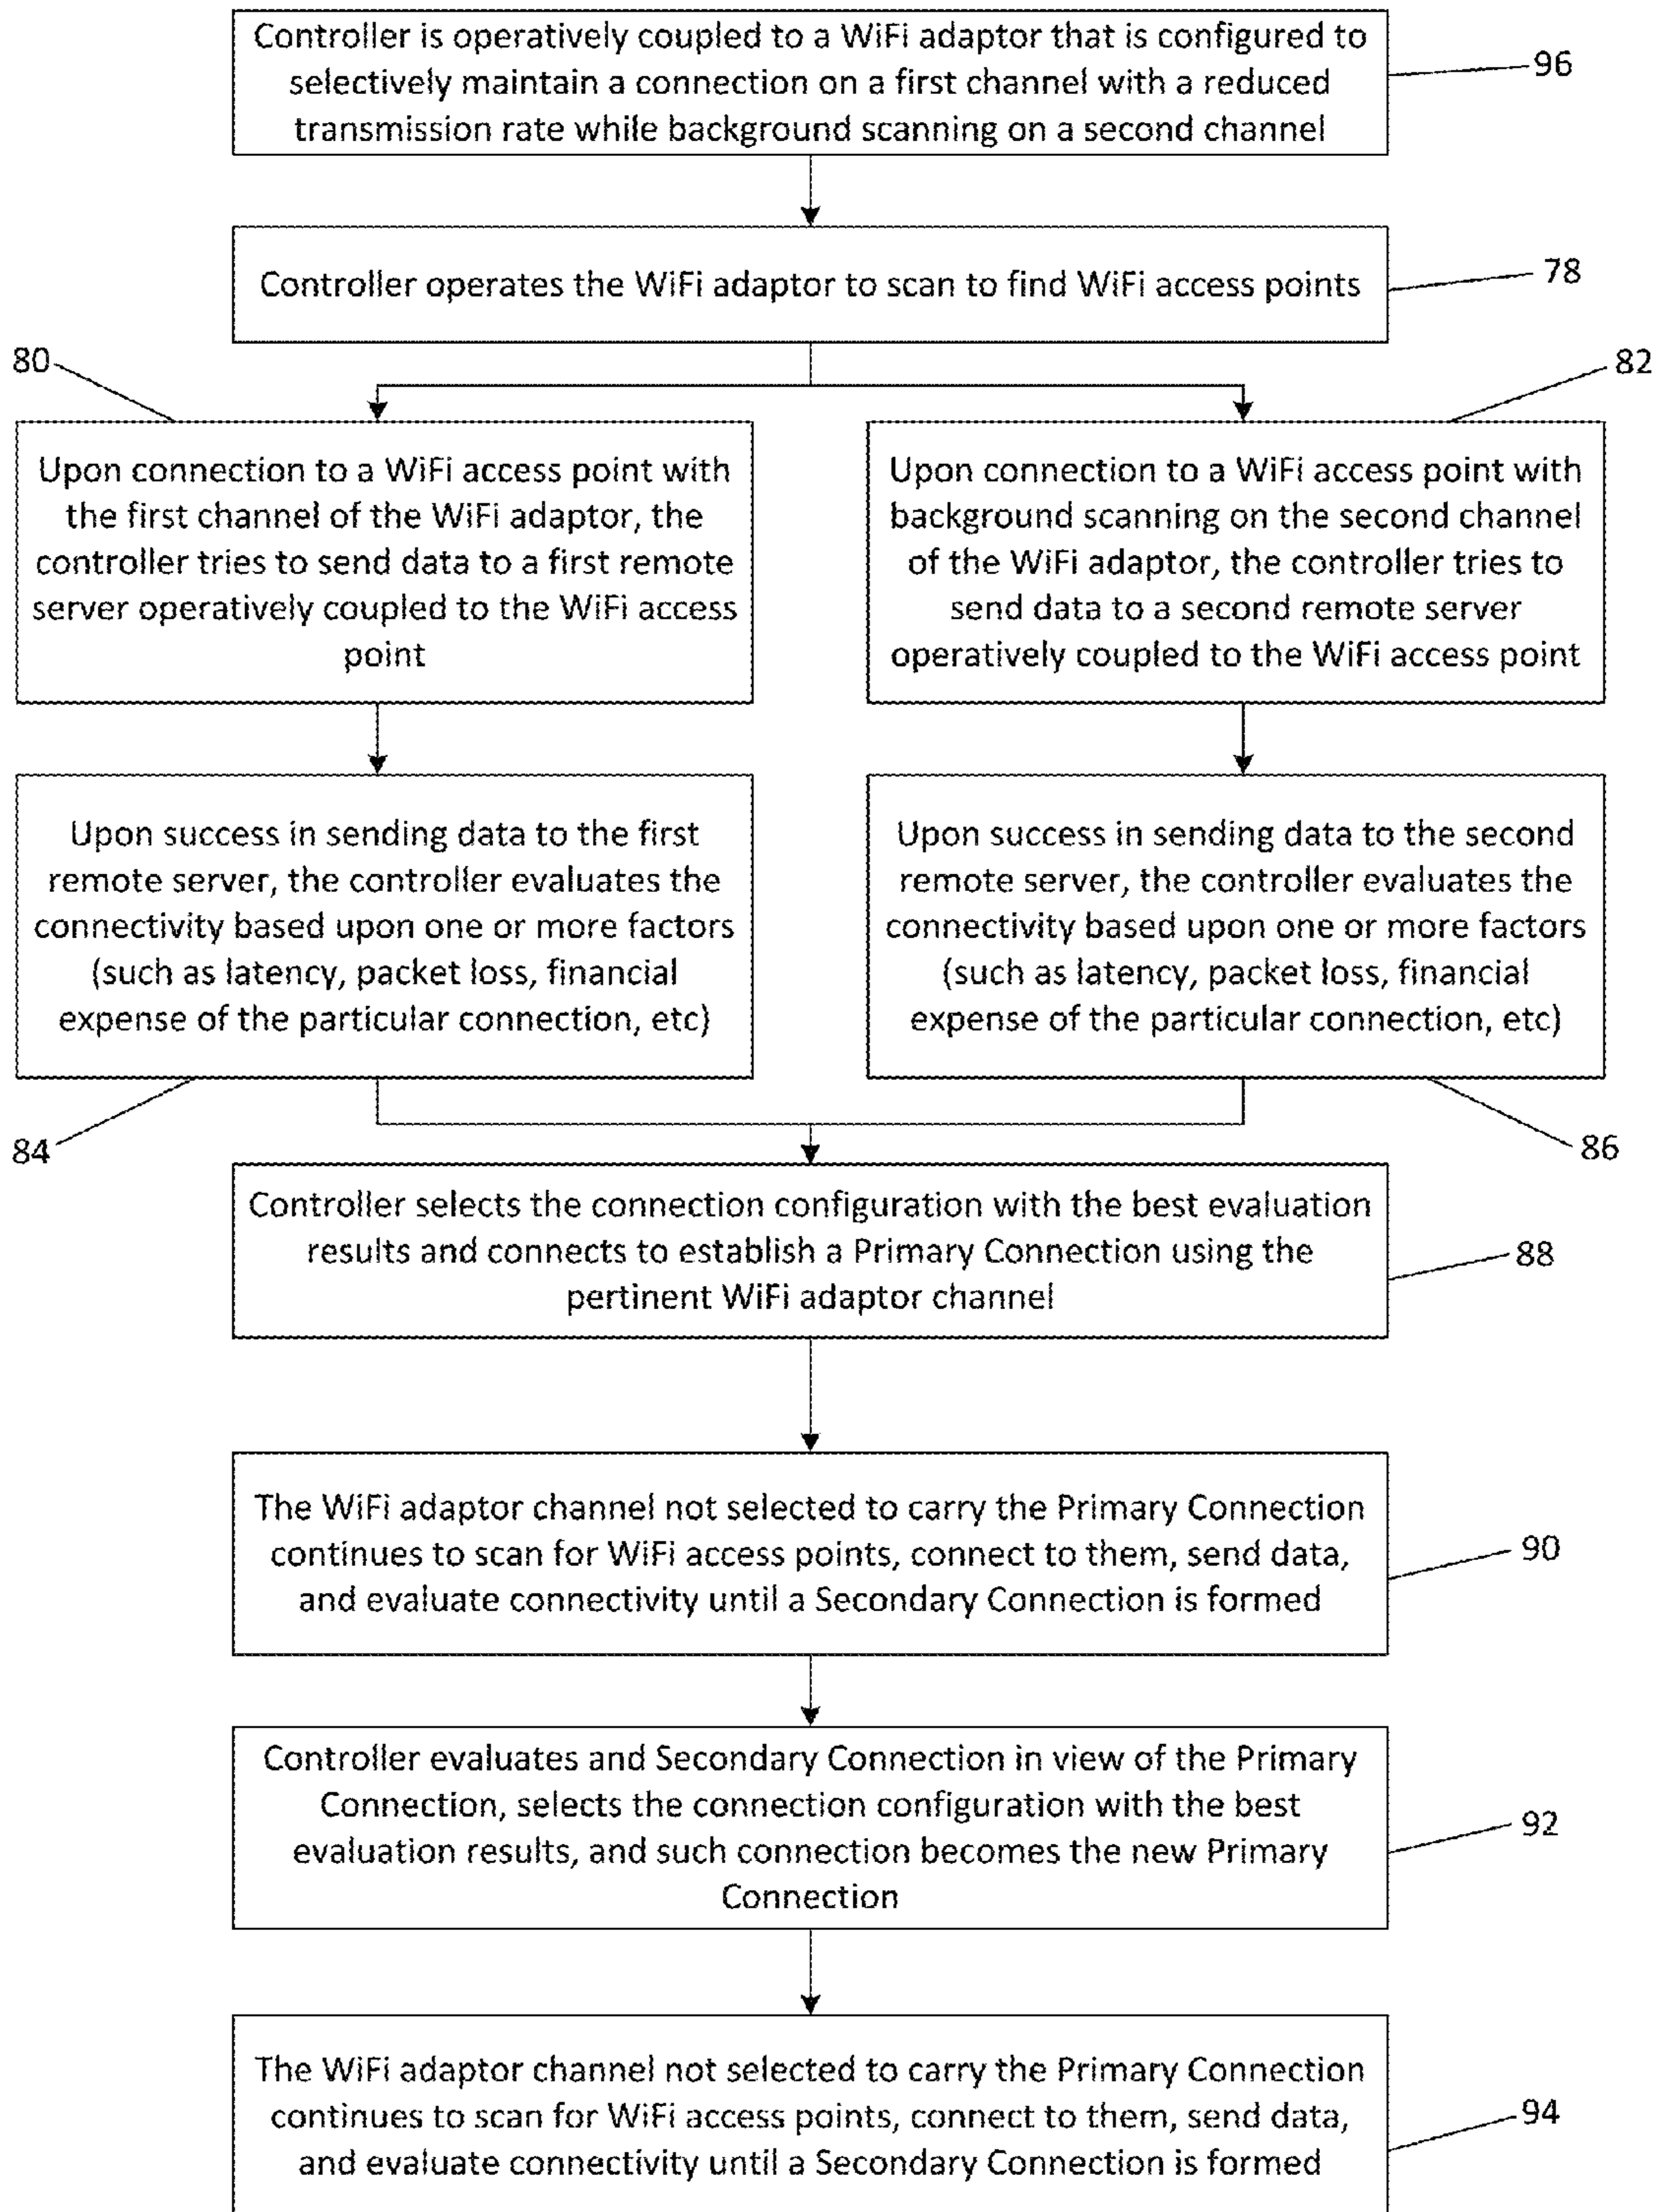 Controller is operatively coupled to a WiFi adaptor that is configured to
selectively maintain a connection on a first channel with a reduced
transmission rate while background scanning on a second channel
96
Controller operates the WiFi adaptor to scan to find WiFi access points
78
80
82
Upon connection to a WiFi access point with
the first channel of the WiFi adaptor, the
controller tries to send data to a first remote
server operatively coupled to the WiFi access
point
Upon connection to a WiFi access point with
background scanning on the second channel
of the WiFi adaptor, the controller tries to
send data to a second remote server
operatively coupled to the WiFi access point
Upon success in sending data to the first
remote server, the controller evaluates the
connectivity based upon one or more factors
(such as latency, packet loss, financial
expense of the particular connection, etc)
Upon success in sending data to the second
remote server, the controller evaluates the
connectivity based upon one or more factors
(such as latency, packet loss, financial
expense of the particular connection, etc)
84
86
Controller selects the connection configuration with the best evaluation
results and connects to establish a Primary Connection using the
pertinent WiFi adaptor channel
88
The WiFi adaptor channel not selected to carry the Primary Connection
continues to scan for WiFi access points, connect to them, send data,
and evaluate connectivity until a Secondary Connection is formed
90
Controller evaluates and Secondary Connection in view of the Primary
Connection, selects the connection configuration with the best
evaluation results, and such connection becomes the new Primary
Connection
92
The WiFi adaptor channel not selected to carry the Primary Connection
continues to scan for WiFi access points, connect to them, send data,
and evaluate connectivity until a Secondary Connection is formed
94